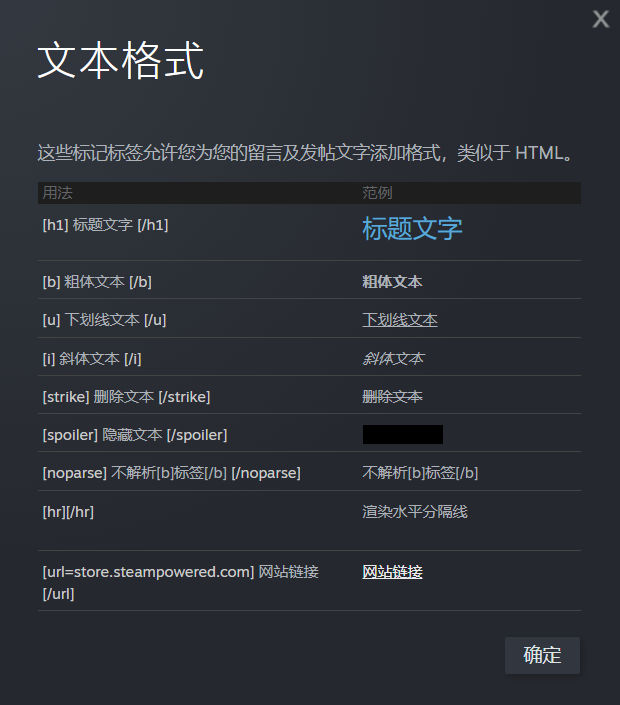 X
文本格式
这些标记标签允许您为您的留言及发帖文字添加格式，类似于 HTML。
用法 范例
[h1] 标题文字 [/h1] 标题文字
[b] 粗体文本 [/b] 粗体文本
[u] 下划线文本 [/u] 下划线文本
[i] 斜体文本 [/i] 斜体文本
[strike] 删除文本 [/strike] 删除文本
[spoiler] 隐藏文本 [/spoiler]
[noparse] 不解析[b]标签[/b] [/noparse] 不解析[b]标签[/b]
[hr][/hr] 渲染水平分隔线
[url=store.steampowered.com] 网站链接 网站链接
[/url]
确定